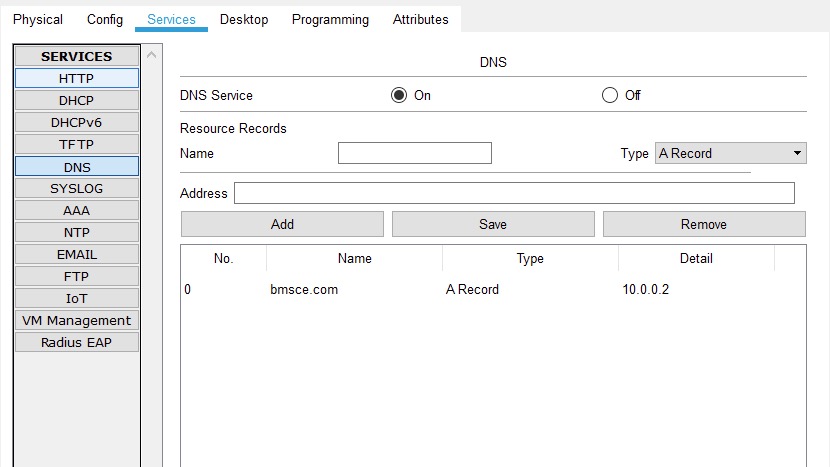 Physical Config Services Desktop Programming Attributes
SERVICES
HTTP
DHCP
DHCPv6
TFTP
DNS
SYSLOG
AAA
NTP
EMAIL
FTP
IoT
VM Management
Radius EAP
DNS
DNS Service On Off
Resource Records
Name Type A Record
Address
Add Save Remove
No. Name Type Detail
0 bmsce.com A Record 10.0.0.2